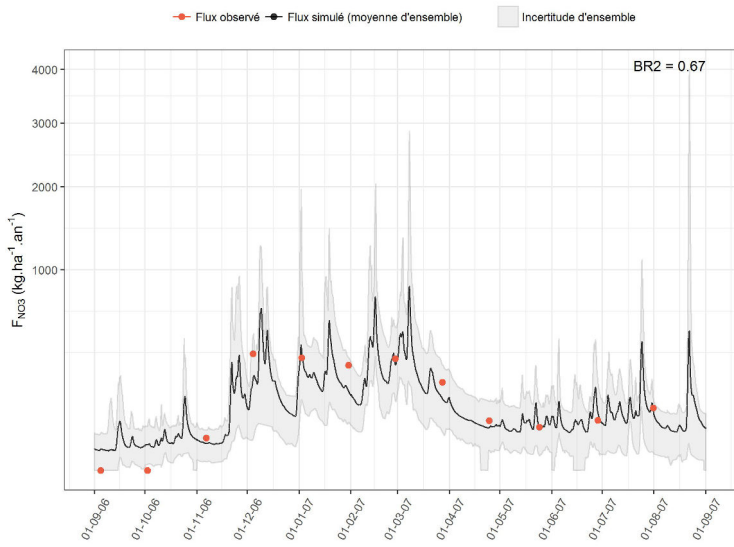 Flux observé Flux simulé (moyenne d'ensemble) Incertitude d'ensemble
BR2 = 0.67
4000
3000
2000
1000
F_NO3 (kg.ha⁻¹.an⁻¹)
01-09-06 01-10-06 01-11-06 01-12-06 01-01-07 01-02-07 01-03-07 01-04-07 01-05-07 01-06-07 01-07-07 01-08-07 01-09-07